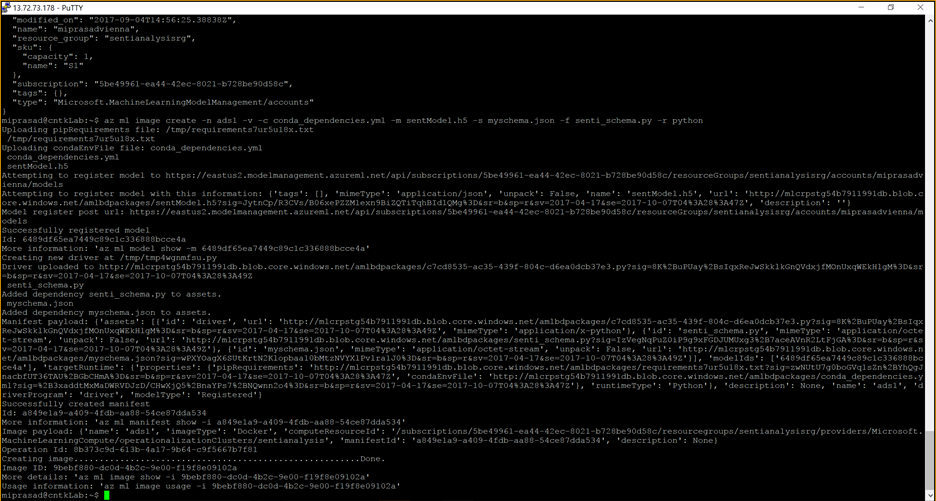 13.72.73.178 - PuTTY
"modified_on": "2017-09-04T14:56:25.38838Z",
"name": "miprasadvienna",
"resource_group": "sentianalysisrg",
"sku": {
"capacity": 1,
"name": "S1"
},
"subscription": "5be49961-ea44-42ec-8021-b728be90d58c",
"tags": {},
"type": "Microsoft.MachineLearningModelManagement/accounts"
}
miprasad@cntkLab:~$ az ml image create -n ads1 -v -c conda_dependencies.yml -m sentModel.h5 -s myschema.json -f senti_schema.py -r python
Uploading pipRequirements file: /tmp/requirements7ur5ul8x.txt
/tmp/requirements7ur5ul8x.txt
Uploading condaEnvFile file: conda_dependencies.yml
conda_dependencies.yml
sentModel.h5
Attempting to register model to https://eastus2.modelmanagement.azureml.net/api/subscriptions/5be49961-ea44-42ec-8021-b728be90d58c/resourceGroups/sentianalysisrg/accounts/miprasadv
ienna/models
Attempting to register model with this information: {'tags': [], 'mimeType': 'application/json', 'unpack': False, 'name': 'sentModel.h5', 'url': 'http://mlcrpstg54b7911991db.blob.c
ore.windows.net/amlbdmodels/sentModel.h5?sig=JytnCp/R3CVs/B06xePZZMlexn9BiZQTiTqhBIdlQMg%3D&sr=b&sp=r&sv=2017-04-17&se=2017-10-07T04%3A28%3A47Z', 'description': ''}
Model register post url: https://eastus2.modelmanagement.azureml.net/api/subscriptions/5be49961-ea44-42ec-8021-b728be90d58c/resourceGroups/sentianalysisrg/accounts/miprasadvienna/m
odels
Successfully registered model
Id: 6489df65ea7449c89c1c336888bcce4a
More information: 'az ml model show -m 6489df65ea7449c89c1c336888bcce4a'
Creating new driver at /tmp/tmp4wgnmfsu.py
Driver uploaded to http://mlcrpstg54b7911991db.blob.core.windows.net/amlbdpackages/c7cd8535-ac35-439f-804c-d6ea0dcb37e3.py?sig=8K%2BuPUay%2BsIqxReJwSkklkGnQVdxjfMOnUxqWEkHlgM%3D&sr
=b&sp=r&sv=2017-04-17&se=2017-10-07T04%3A28%3A49Z
senti_schema.py
Added dependency senti_schema.py to assets.
myschema.json
Added dependency myschema.json to assets.
Manifest payload: {'assets': [{'id': 'driver', 'url': 'http://mlcrpstg54b7911991db.blob.core.windows.net/amlbdpackages/c7cd8535-ac35-439f-804c-d6ea0dcb37e3.py?sig=8K%2BuPUay%2BsIqx
ReJwSkklkGnQVdxjfMOnUxqWEkHlgM%3D&sr=b&sp=r&sv=2017-04-17&se=2017-10-07T04%3A28%3A49Z', 'mimeType': 'application/x-python'}, {'id': 'senti_schema.py', 'mimeType': 'application/octe
t-stream', 'unpack': False, 'url': 'http://mlcrpstg54b7911991db.blob.core.windows.net/amlbdpackages/senti_schema.py?sig=IzVegNqPuZ0iP9g9xFGDJUMUxg3%2B7aceAVnR2LtFjGA%3D&sr=b&sp=r&s
v=2017-04-17&se=2017-10-07T04%3A28%3A49Z'}, {'id': 'myschema.json', 'mimeType': 'application/octet-stream', 'unpack': False, 'url': 'http://mlcrpstg54b7911991db.blob.core.windows.n
et/amlbdpackages/myschema.json?sig=wPXYOagX6SUtKrtN2Klopbaal0bMtzNVYXlPvlzalJ0%3D&sr=b&sp=r&sv=2017-04-17&se=2017-10-07T04%3A28%3A49Z'}], 'modelIds': ['6489df65ea7449c89c1c336888bc
ce4a'], 'targetRuntime': {'properties': {'pipRequirements': 'http://mlcrpstg54b7911991db.blob.core.windows.net/amlbdpackages/requirements7ur5ul8x.txt?sig=zwNUtU7g0boGVqlsZn%2BYhQgJ
nacbfUT36TAU%2BGbCbmA%3D&sr=b&sp=r&sv=2017-04-17&se=2017-10-07T04%3A28%3A47Z', 'condaEnvFile': 'http://mlcrpstg54b7911991db.blob.core.windows.net/amlbdpackages/conda_dependencies.y
ml?sig=%2B3xaddtMxMaDWRVDJzD/CHwXjQ5%2BnaYPs7%2BNQwnn2o4%3D&sr=b&sp=r&sv=2017-04-17&se=2017-10-07T04%3A28%3A47Z'}, 'runtimeType': 'Python'}, 'description': None, 'name': 'ads1', 'd
riverProgram': 'driver', 'modelType': 'Registered'}
Successfully created manifest
Id: a849e1a9-a409-4fdb-aa88-54ce87dda534
More information: 'az ml manifest show -i a849e1a9-a409-4fdb-aa88-54ce87dda534'
Image payload: {'name': 'ads1', 'imageType': 'Docker', 'computeResourceId': '/subscriptions/5be49961-ea44-42ec-8021-b728be90d58c/resourcegroups/sentianalysisrg/providers/Microsoft.
MachineLearningCompute/operationalizationClusters/sentianalysis', 'manifestId': 'a849e1a9-a409-4fdb-aa88-54ce87dda534', 'description': None}
Operation Id: 8b373c9d-613b-4a17-9b64-c9f5667b7f81
Creating image...................................................Done.
Image ID: 9bebf880-dc0d-4b2c-9e00-f19f8e09102a
More details: 'az ml image show -i 9bebf880-dc0d-4b2c-9e00-f19f8e09102a'
Usage information: 'az ml image usage -i 9bebf880-dc0d-4b2c-9e00-f19f8e09102a'
miprasad@cntkLab:~$